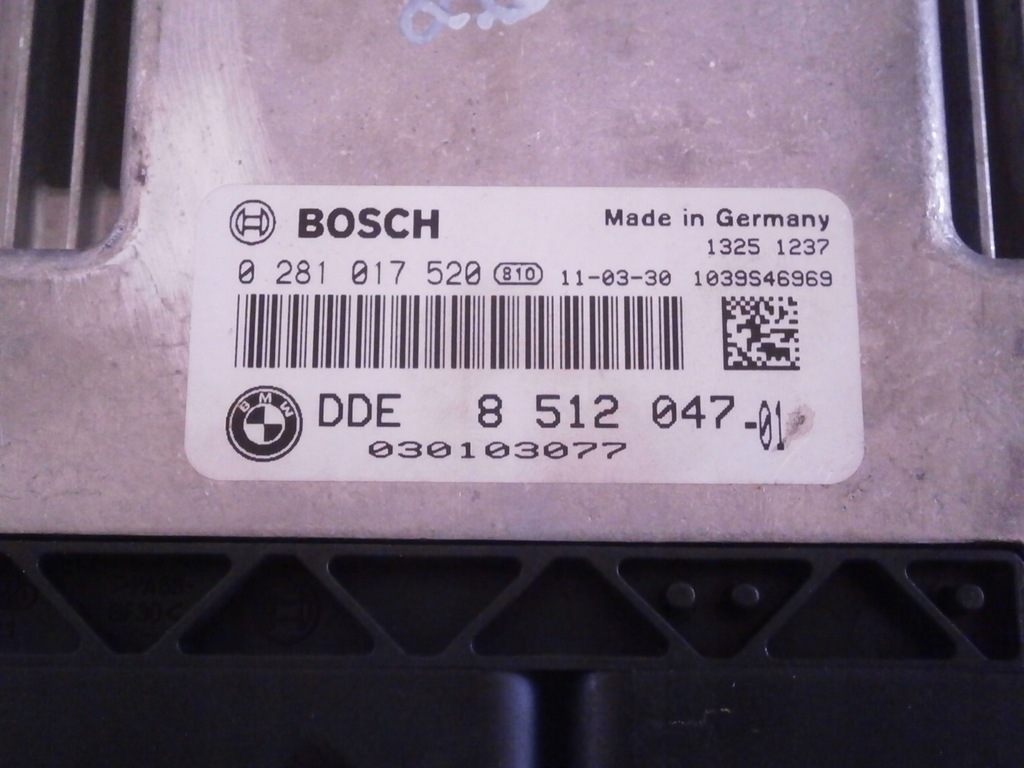 BOSCH
Made in Germany
1325 1237
0 281 017 520 810 11-03-30 1039S46969
BMW
DDE 8 512 047-01
030103077